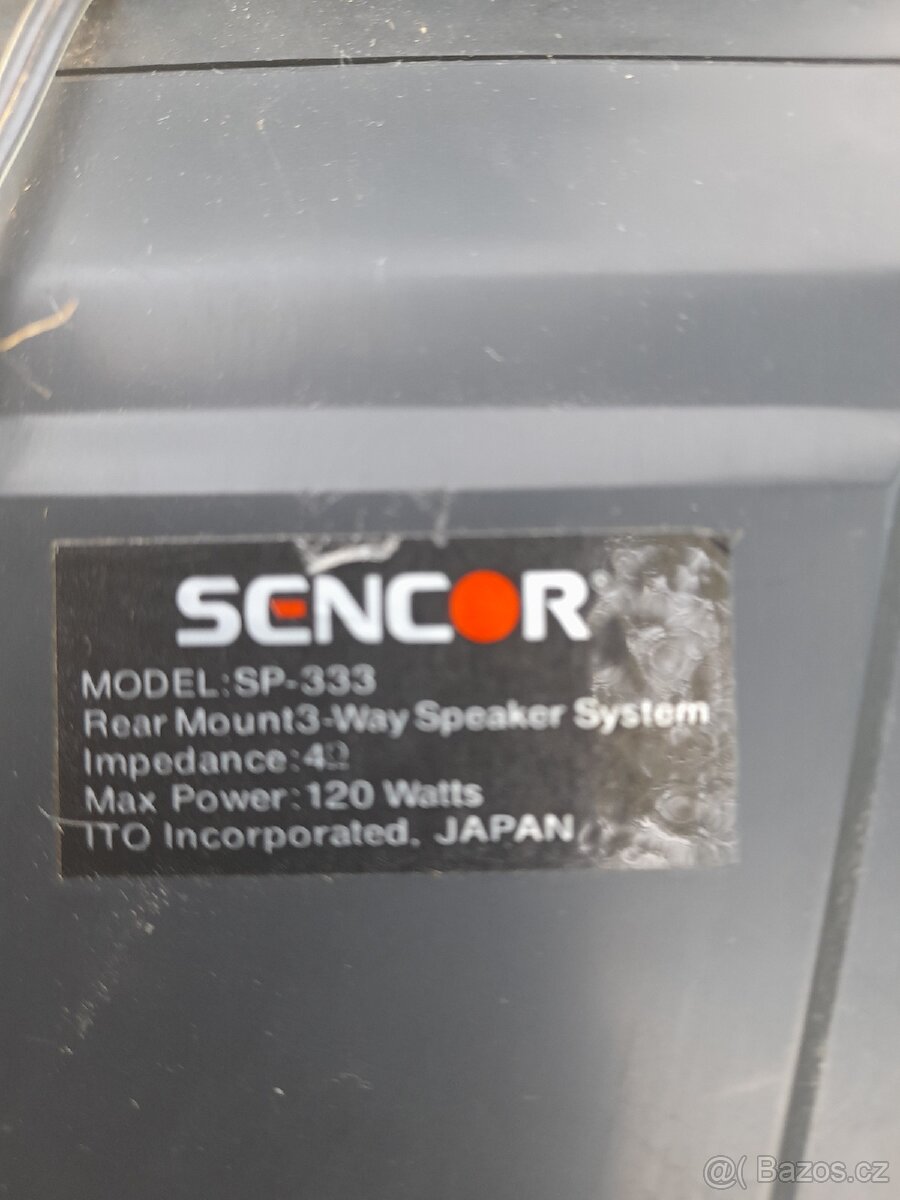 SENCOR
MODEL:SP-333
Rear Mount3-Way Speaker System
Impedance:4Ω
Max Power:120 Watts
ITO Incorporated. JAPAN
@( Bazos.cz